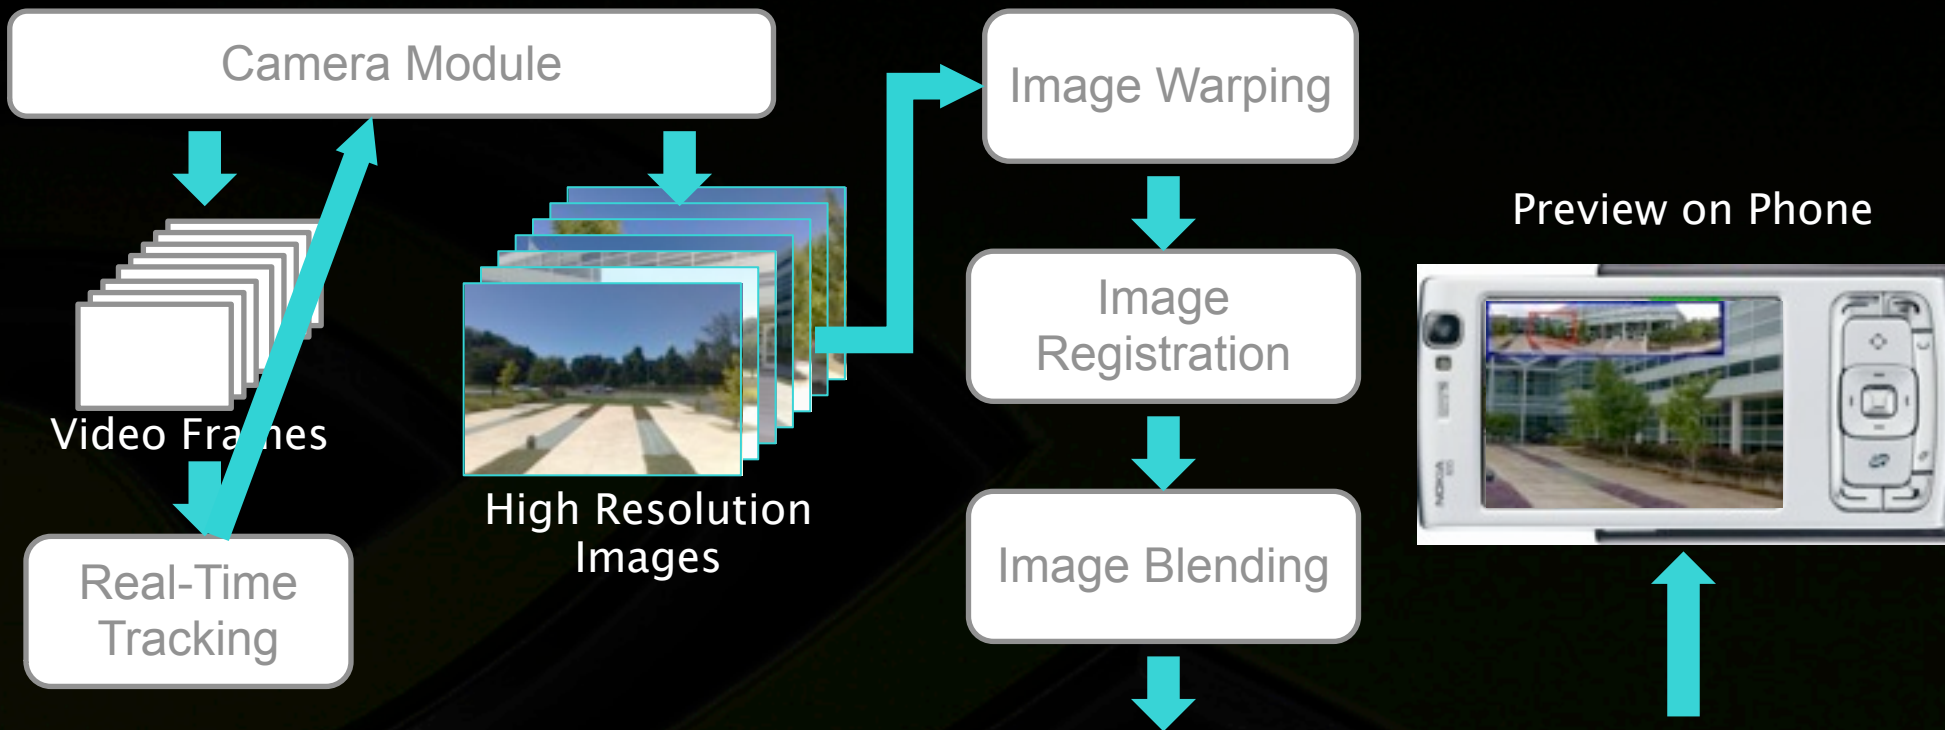 Camera Module
Video Frames
Real-Time
Tracking
High Resolution
Images
Image Warping
Image
Registration
Image Blending
Preview on Phone
NOKIA